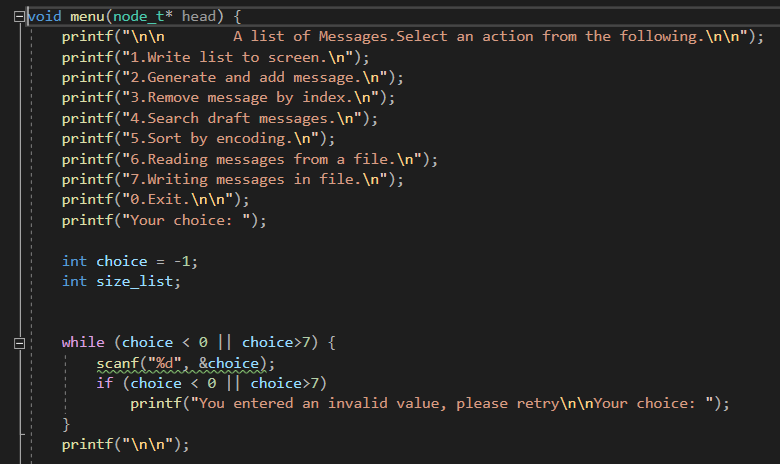 void menu(node_t* head) {
printf("\n\n        A list of Messages.Select an action from the following.\n\n");
printf("1.Write list to screen.\n");
printf("2.Generate and add message.\n");
printf("3.Remove message by index.\n");
printf("4.Search draft messages.\n");
printf("5.Sort by encoding.\n");
printf("6.Reading messages from a file.\n");
printf("7.Writing messages in file.\n");
printf("0.Exit.\n\n");
printf("Your choice: ");
int choice = -1;
int size_list;
while (choice < 0 || choice>7) {
scanf("%d", &choice);
if (choice < 0 || choice>7)
printf("You entered an invalid value, please retry\n\nYour choice: ");
}
printf("\n\n");